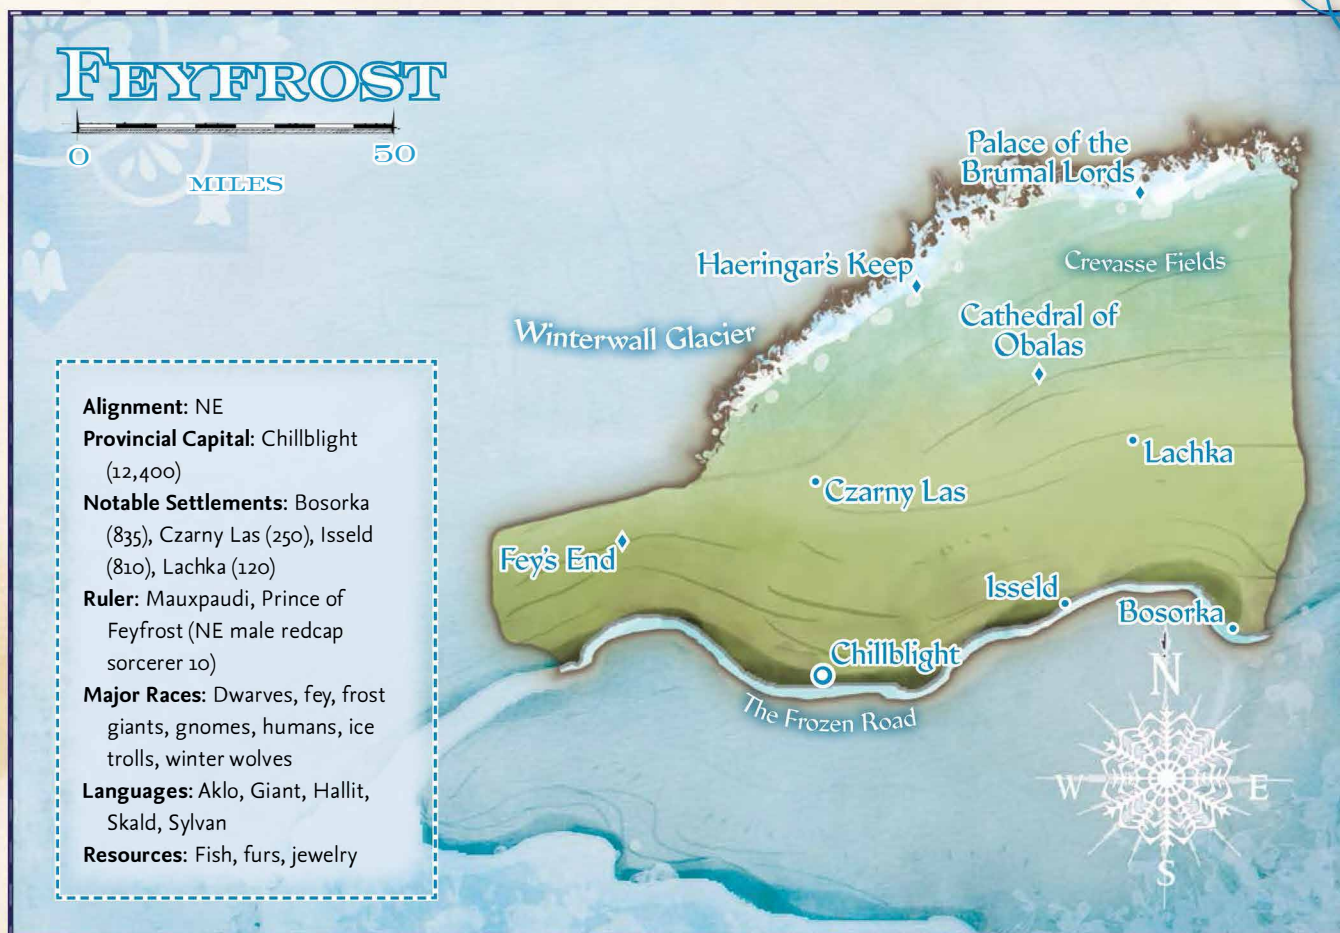 FEYFROST
0 50
MILES
Alignment: NE
Provincial Capital: Chillblight
(12,400)
Notable Settlements: Bosorka
(835), Czarny Las (250), Isseld
(810), Lachka (120)
Ruler: Mauxpaudi, Prince of
Feyfrost (NE male redcap
sorcerer 10)
Major Races: Dwarves, fey, frost
giants, gnomes, humans, ice
trolls, winter wolves
Languages: Aklo, Giant, Hallit,
Skald, Sylvan
Resources: Fish, furs, jewelry
Palace of the
Brumal Lords
Haeringar's Keep
Crevasse Fields
Winterwall Glacier
Cathedral of
Obalas
Lachka
Czarny Las
Fey's End
Isseld
Bosorka
Chillblight
The Frozen Road
N
W E
S